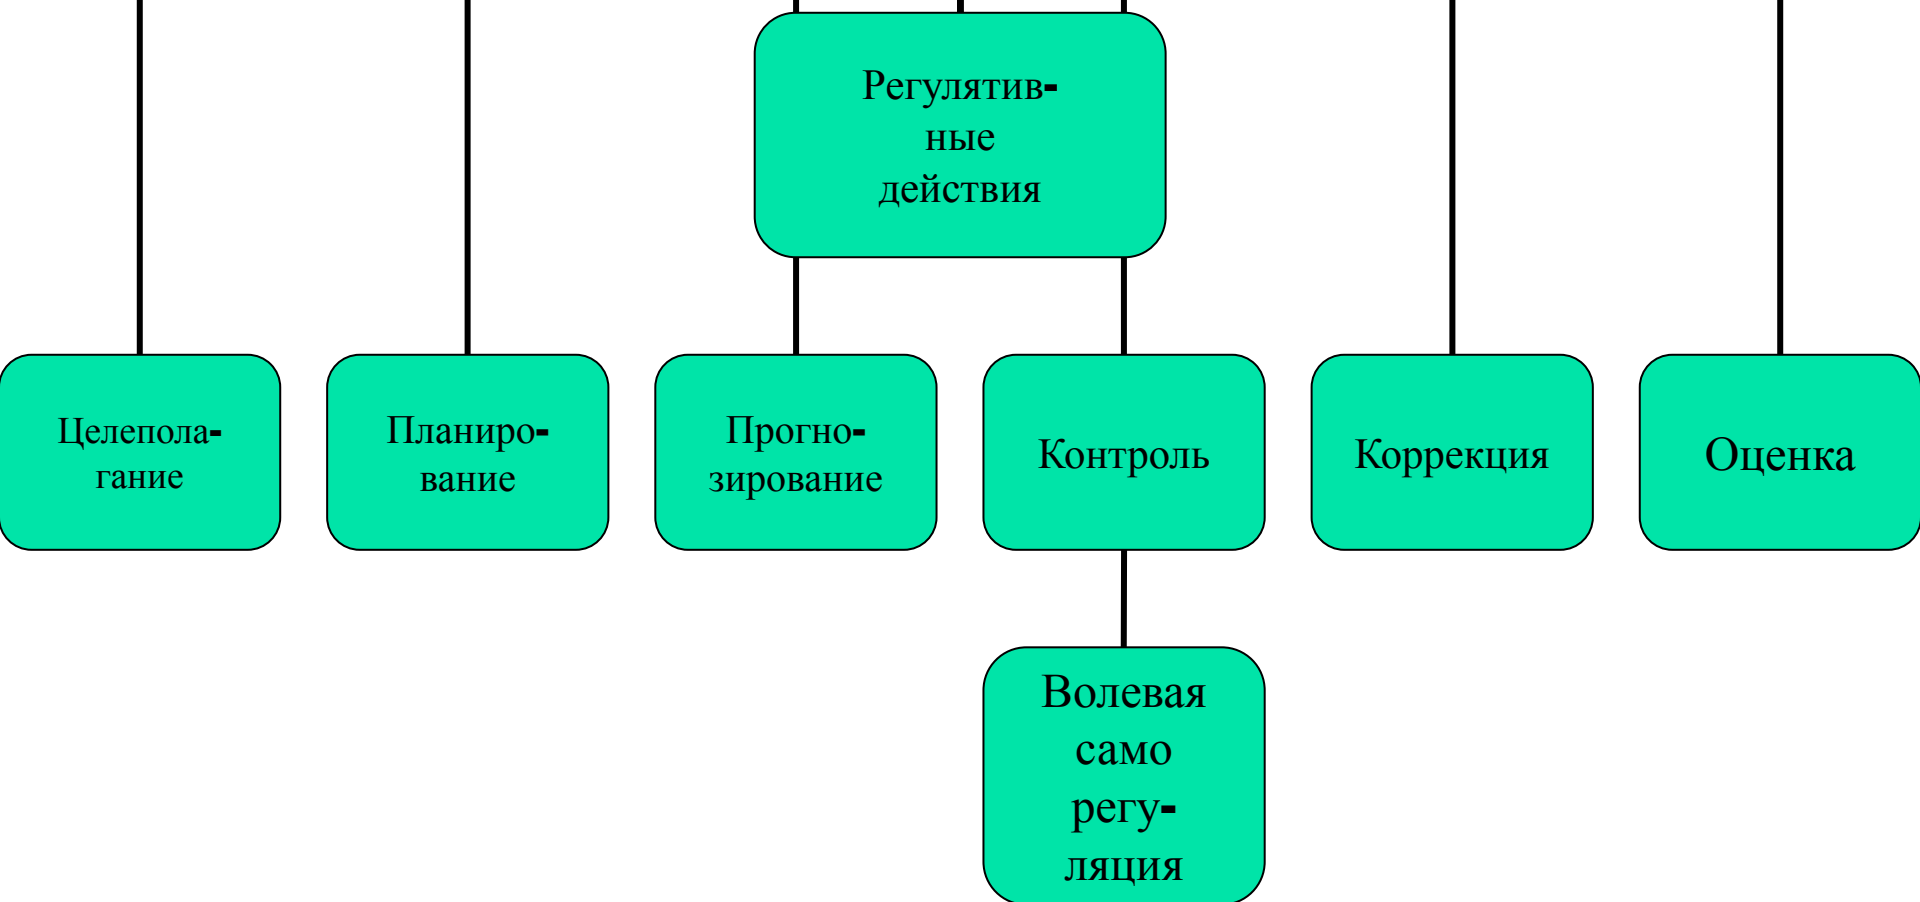 Регулятив-
ные
действия
Целепола-
гание
Планиро-
вание
Прогно-
зирование
Контроль
Коррекция
Оценка
Волевая
само
регу-
ляция